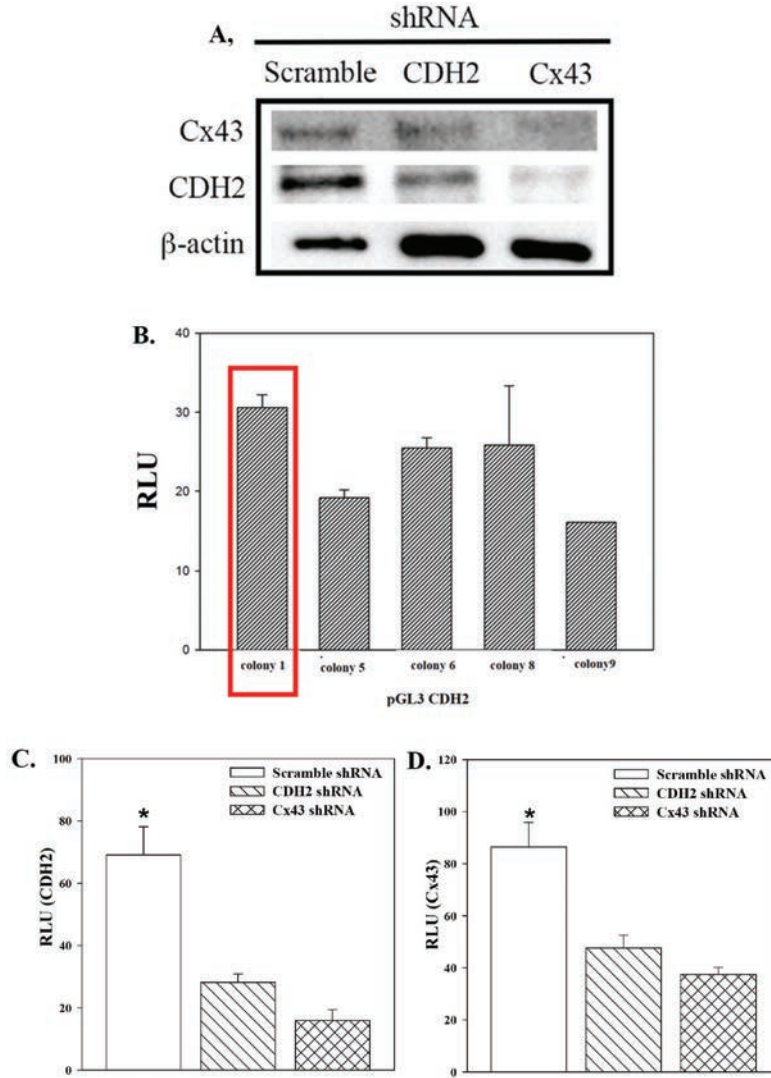 A,
shRNA
Scramble CDH2 Cx43
Cx43
CDH2
β-actin
B.
40
30
20
10
0
RLU
colony 1 colony 5 colony 6 colony 8 colony9
pGL3 CDH2
C.
100
80
60
40
20
0
RLU (CDH2)
Scramble shRNA
CDH2 shRNA
Cx43 shRNA
*
D.
120
100
80
60
40
20
0
RLU (Cx43)
Scramble shRNA
CDH2 shRNA
Cx43 shRNA
*